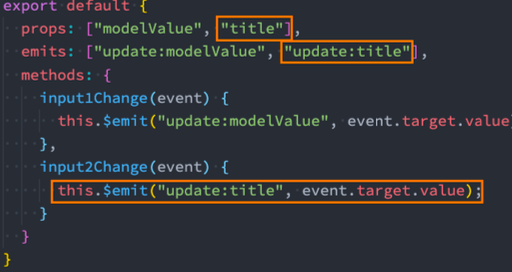 export default {
props: ["modelValue", "title"],
emits: ["update:modelValue", "update:title"],
methods: {
input1Change(event) {
this.$emit("update:modelValue", event.target.value)
},
input2Change(event) {
this.$emit("update:title", event.target.value);
}
}
}